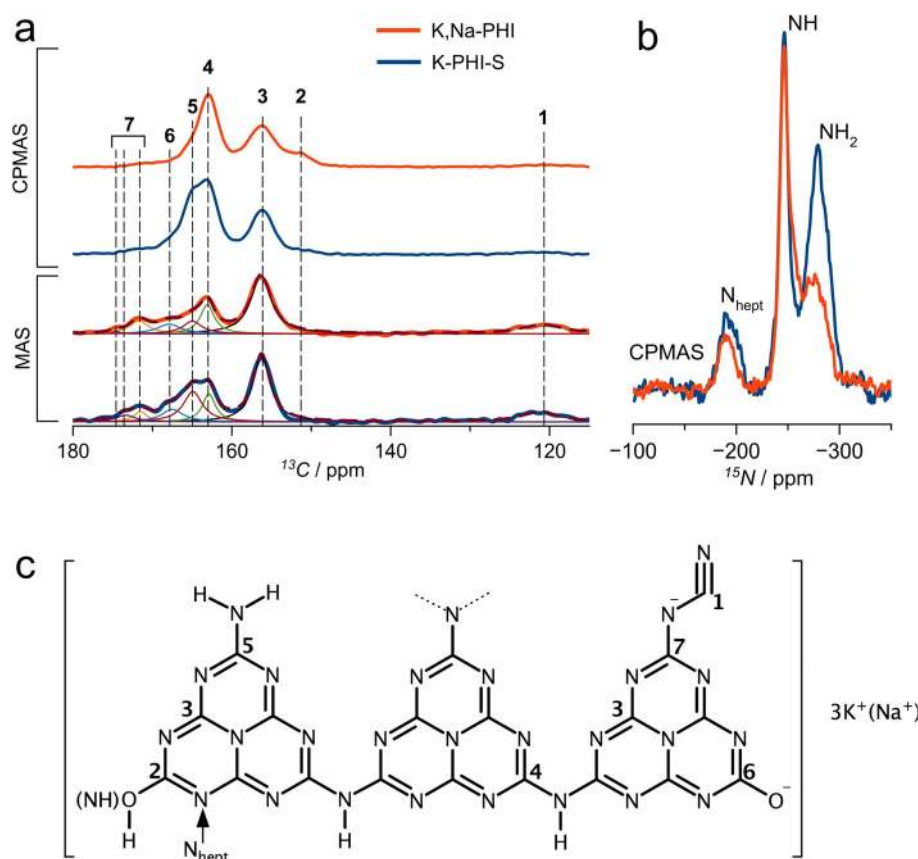 a
K,Na-PHI
K-PHI-S
CPMAS
MAS
7 6 5 4 3 2 1
180 160 140 120
13C / ppm
b
NH
NH2
Nhept
CPMAS
−100 −200 −300
15N / ppm
c
N
1
H H N N N−
5 7
N N N N N N
3 3
N N N N N N N N N
2 4 6
(NH)O N N N N N N N N O−
H H H
Nhept
3K+(Na+)